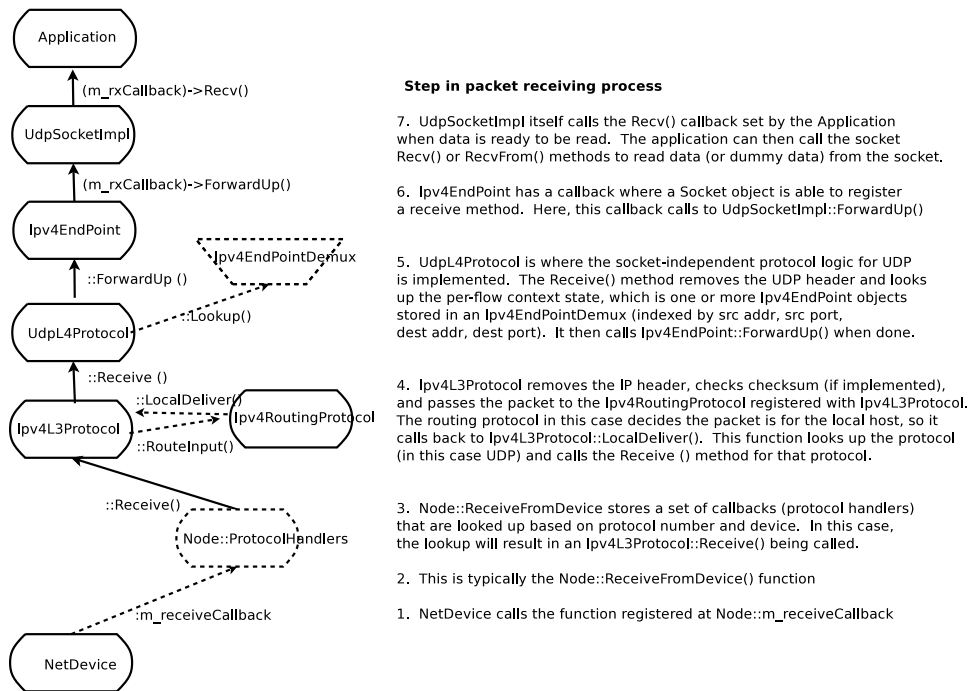 Application
(m_rxCallback)->Recv()
UdpSocketImpl
(m_rxCallback)->ForwardUp()
Ipv4EndPoint
Ipv4EndPointDemux
::ForwardUp ()
::Lookup()
UdpL4Protocol
::Receive ()
::LocalDeliver()
Ipv4L3Protocol
Ipv4RoutingProtocol
::RouteInput()
::Receive()
Node::ProtocolHandlers
:m_receiveCallback
NetDevice
Step in packet receiving process
7. UdpSocketImpl itself calls the Recv() callback set by the Application
when data is ready to be read. The application can then call the socket
Recv() or RecvFrom() methods to read data (or dummy data) from the socket.
6. Ipv4EndPoint has a callback where a Socket object is able to register
a receive method. Here, this callback calls to UdpSocketImpl::ForwardUp()
5. UdpL4Protocol is where the socket-independent protocol logic for UDP
is implemented. The Receive() method removes the UDP header and looks
up the per-flow context state, which is one or more Ipv4EndPoint objects
stored in an Ipv4EndPointDemux (indexed by src addr, src port,
dest addr, dest port). It then calls Ipv4EndPoint::ForwardUp() when done.
4. Ipv4L3Protocol removes the IP header, checks checksum (if implemented),
and passes the packet to the Ipv4RoutingProtocol registered with Ipv4L3Protocol.
The routing protocol in this case decides the packet is for the local host, so it
calls back to Ipv4L3Protocol::LocalDeliver(). This function looks up the protocol
(in this case UDP) and calls the Receive () method for that protocol.
3. Node::ReceiveFromDevice stores a set of callbacks (protocol handlers)
that are looked up based on protocol number and device. In this case,
the lookup will result in an Ipv4L3Protocol::Receive() being called.
2. This is typically the Node::ReceiveFromDevice() function
1. NetDevice calls the function registered at Node::m_receiveCallback